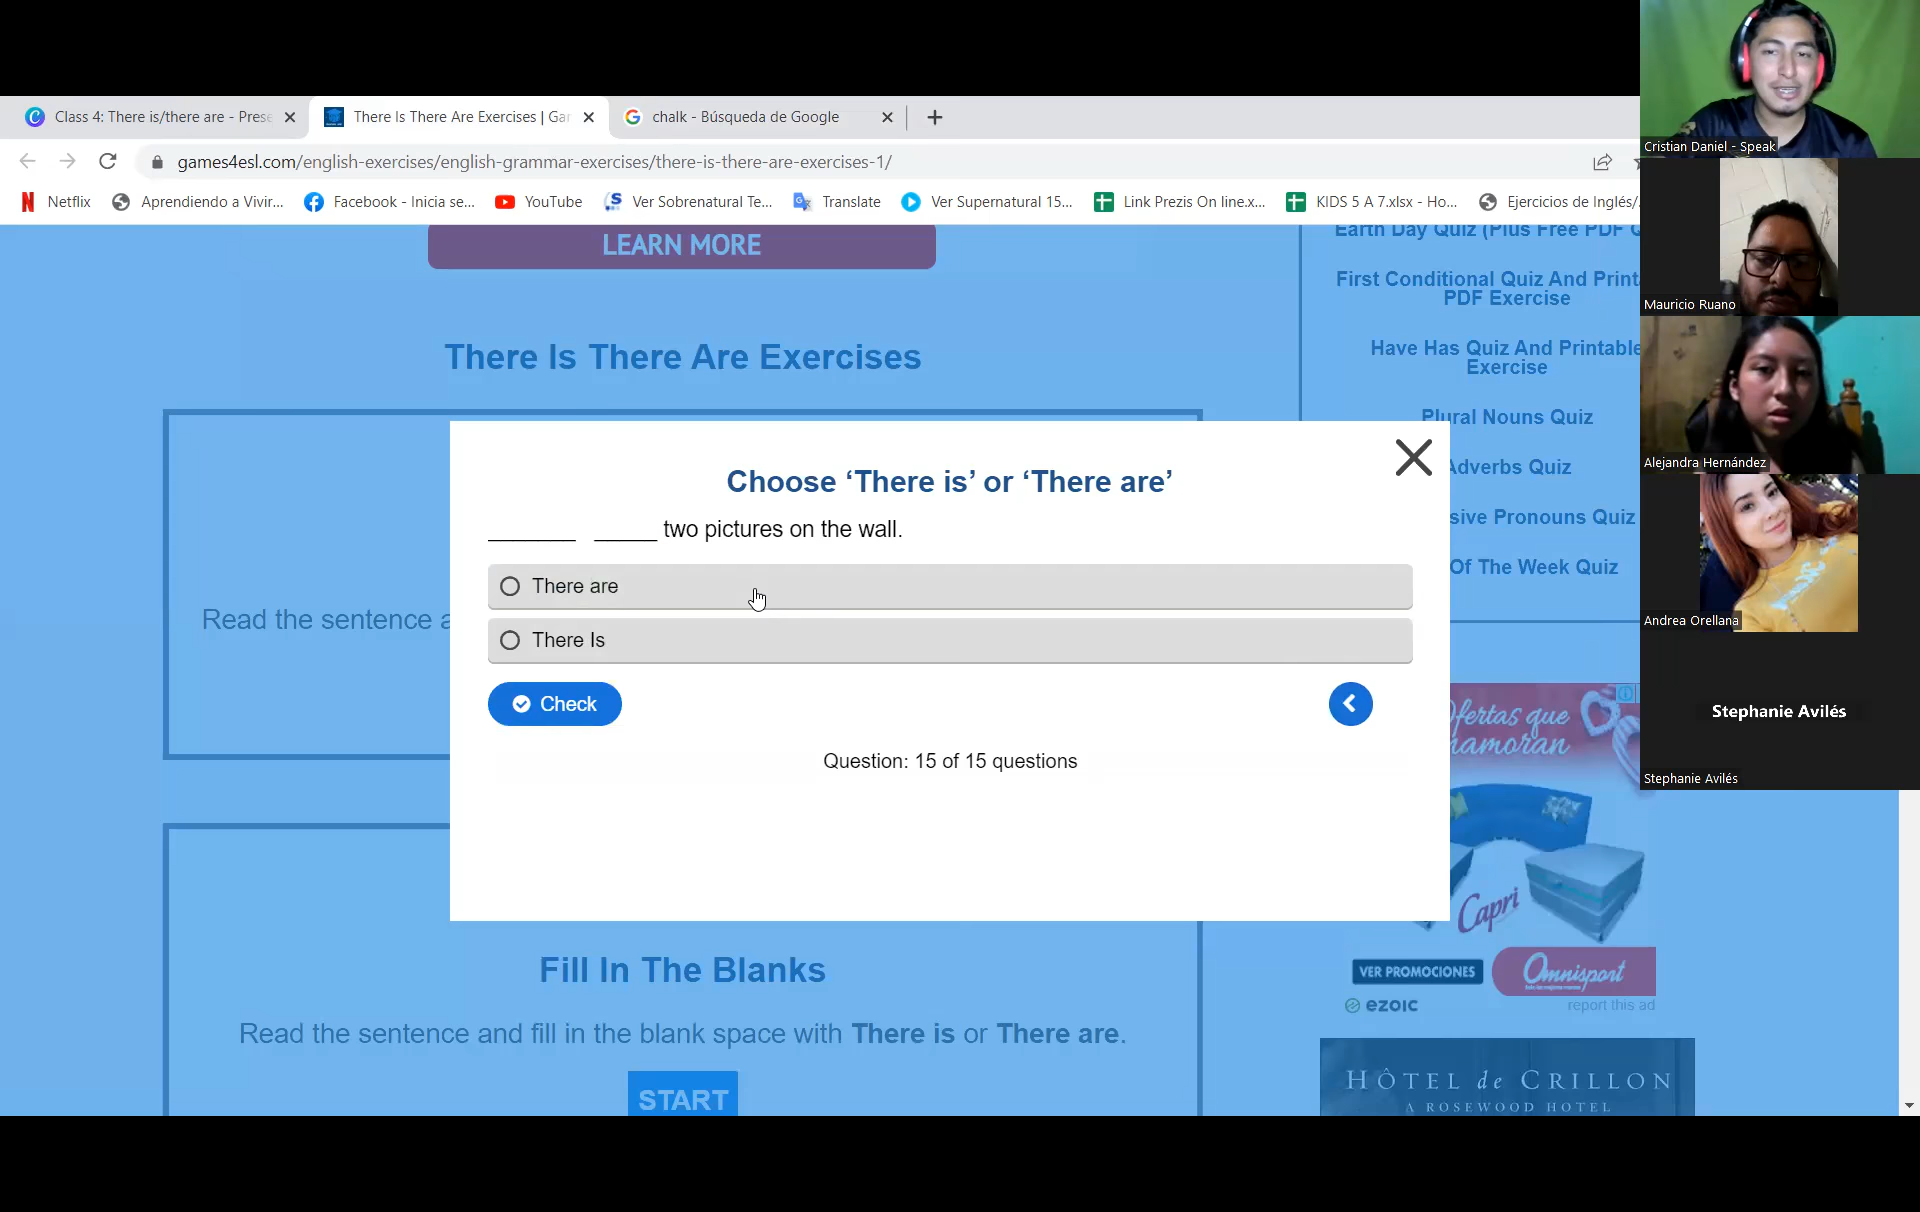 Class 4: There is/there are - Prese
There Is There Are Exercises | Gar
chalk - Búsqueda de Google
games4esl.com/english-exercises/english-grammar-exercises/there-is-there-are-exercises-1/
Netflix
Aprendiendo a Vivir...
Facebook - Inicia se...
YouTube
Ver Sobrenatural Te...
Translate
Ver Supernatural 15...
Link Prezis On line.x...
KIDS 5 A 7.xlsx - Ho...
Ejercicios de Inglés/
LEARN MORE
There Is There Are Exercises
Read the sentence a
Choose ‘There is’ or ‘There are’
_______ _____ two pictures on the wall.
There are
There Is
Check
Question: 15 of 15 questions
Fill In The Blanks
Read the sentence and fill in the blank space with There is or There are.
START
Earth Day Quiz (Plus Free PDF Q
First Conditional Quiz And Print
PDF Exercise
Have Has Quiz And Printable
Exercise
Plural Nouns Quiz
Adverbs Quiz
sive Pronouns Quiz
Of The Week Quiz
Ofertas que
namoran
Capri
VER PROMOCIONES
Omnisport
ezoic
report this ad
HÔTEL de CRILLON
A ROSEWOOD HOTEL
Cristian Daniel - Speak
Mauricio Ruano
Alejandra Hernández
Andrea Orellana
Stephanie Avilés
Stephanie Avilés